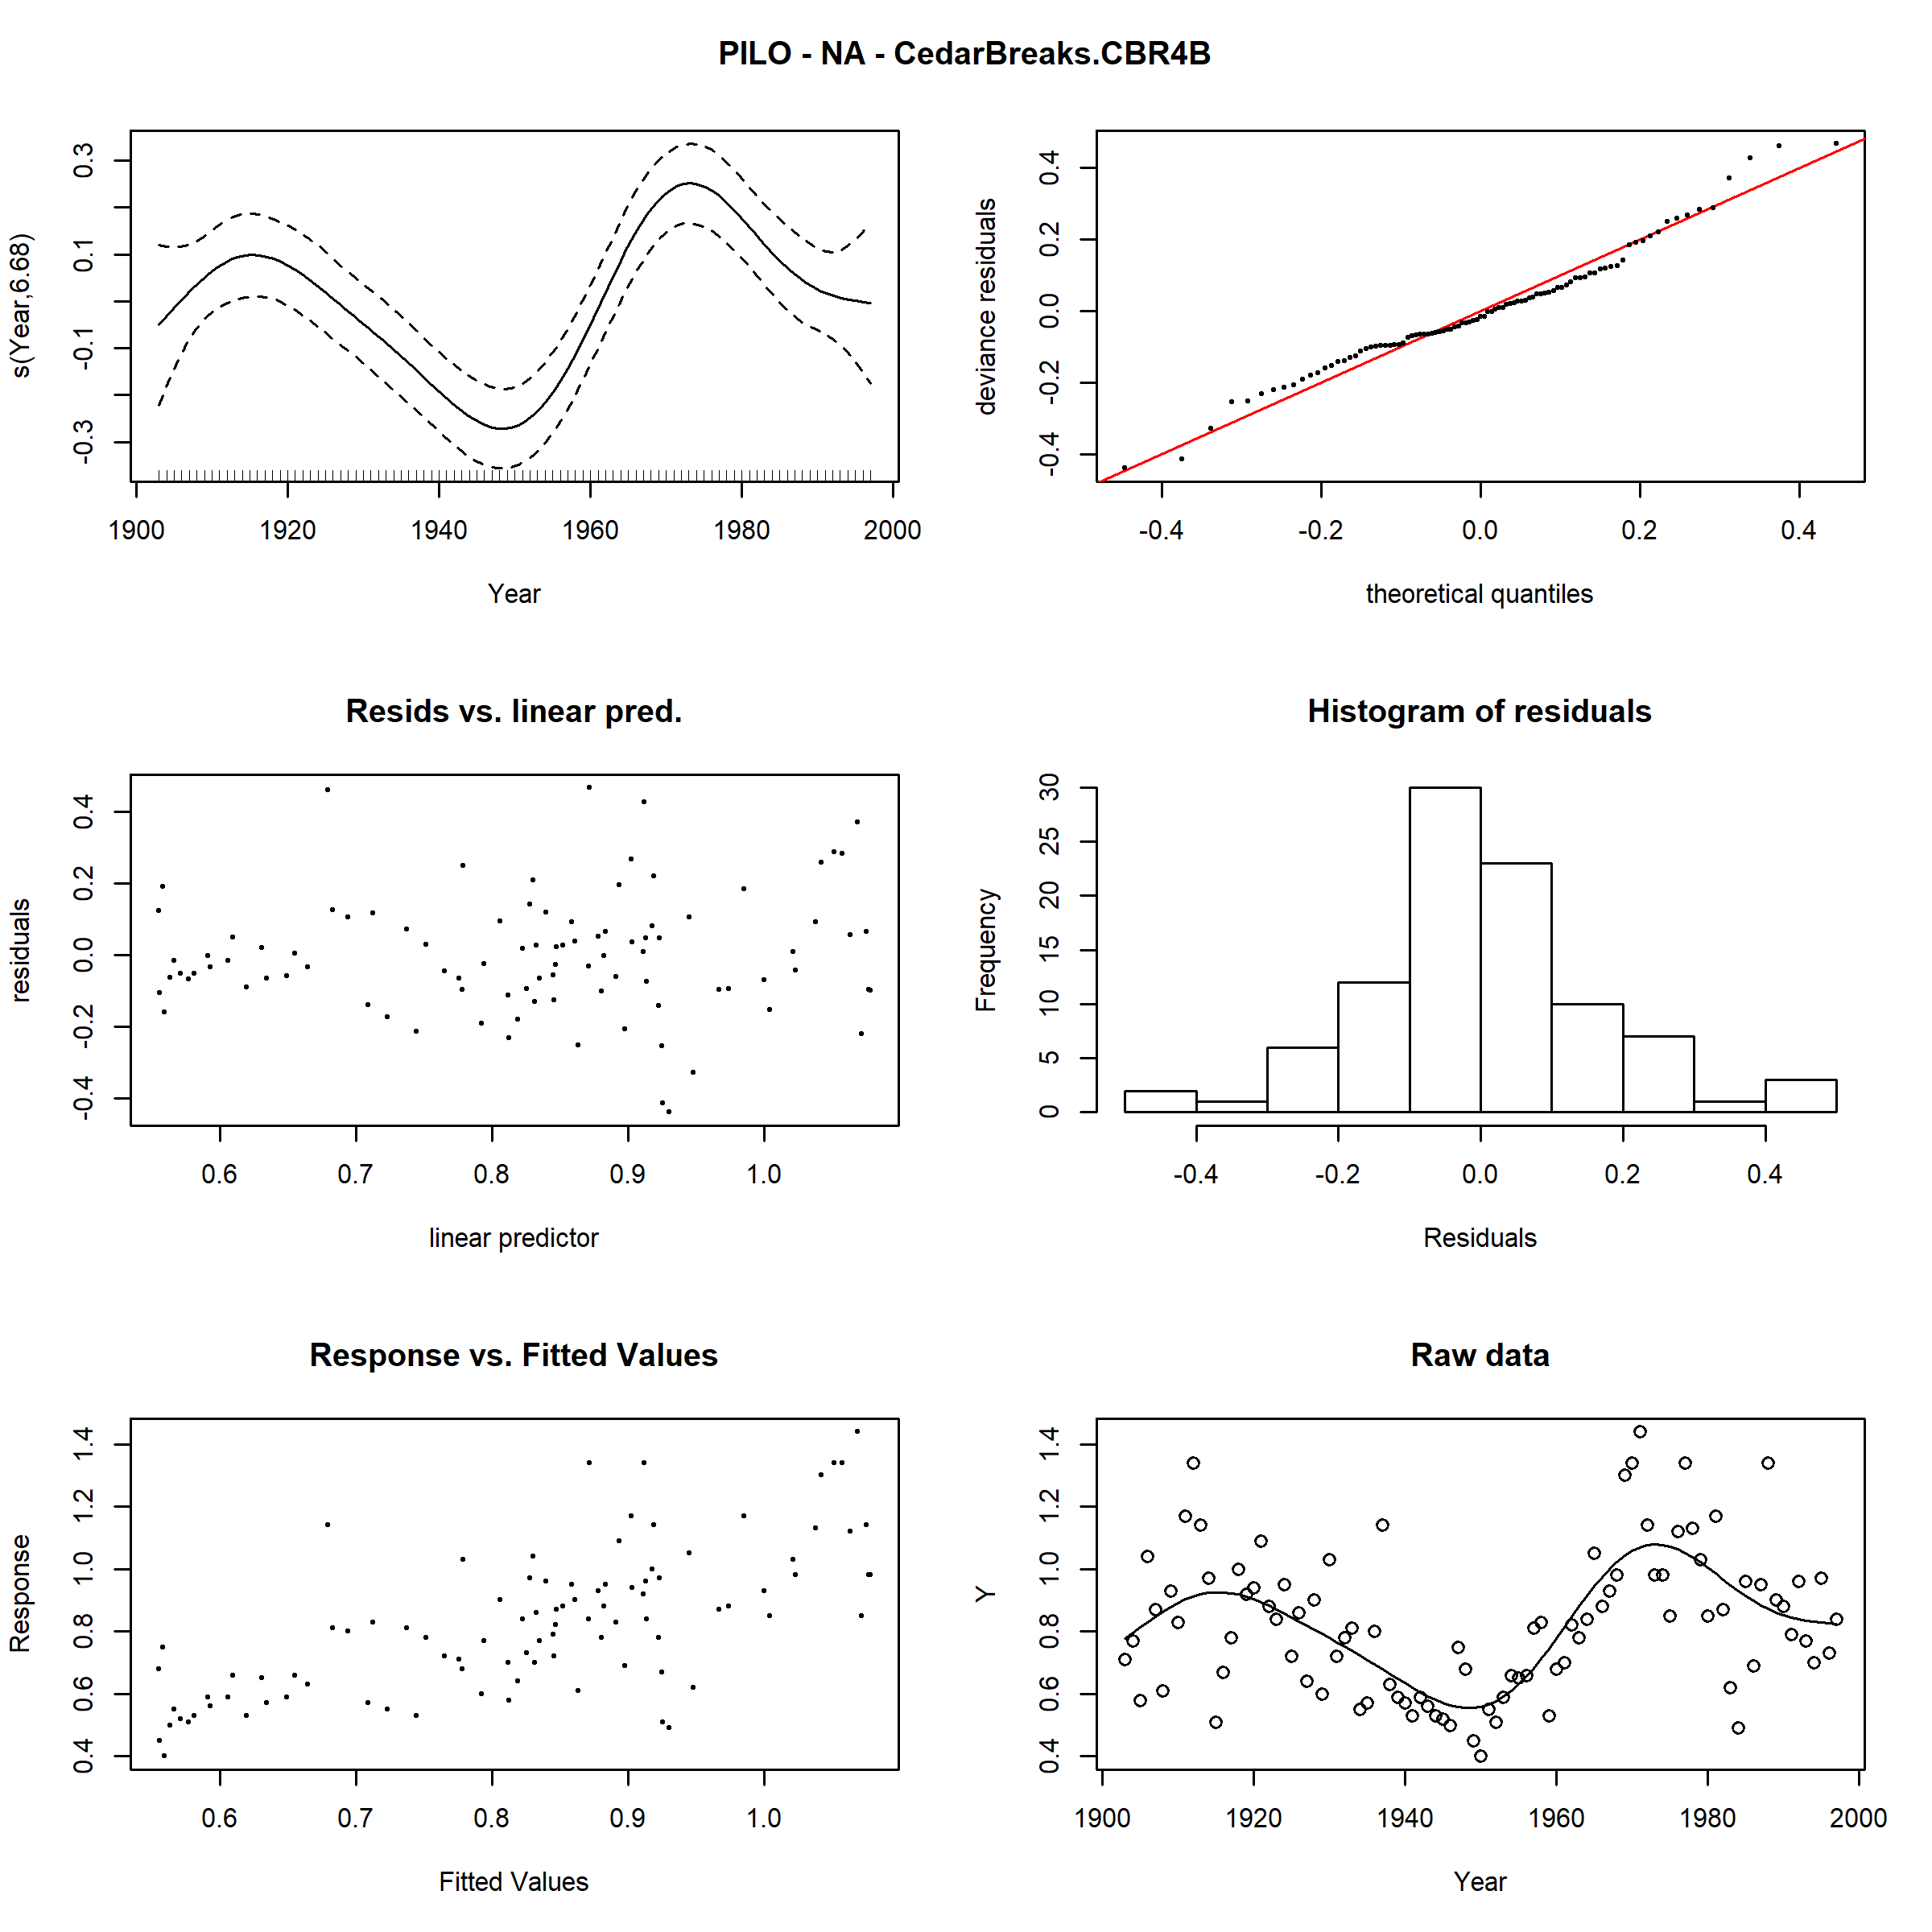 PILO - NA - CedarBreaks.CBR4B
s(Year,6.68)
-0.3 -0.1 0.1 0.3
1900 1920 1940 1960 1980 2000
Year
deviance residuals
-0.4 -0.2 0.0 0.2 0.4
-0.4 -0.2 0.0 0.2 0.4
theoretical quantiles
Resids vs. linear pred.
residuals
-0.4 -0.2 0.0 0.2 0.4
0.6 0.7 0.8 0.9 1.0
linear predictor
Histogram of residuals
Frequency
0 5 10 15 20 25 30
-0.4 -0.2 0.0 0.2 0.4
Residuals
Response vs. Fitted Values
Response
0.4 0.6 0.8 1.0 1.2 1.4
0.6 0.7 0.8 0.9 1.0
Fitted Values
Raw data
Y
0.4 0.6 0.8 1.0 1.2 1.4
1900 1920 1940 1960 1980 2000
Year